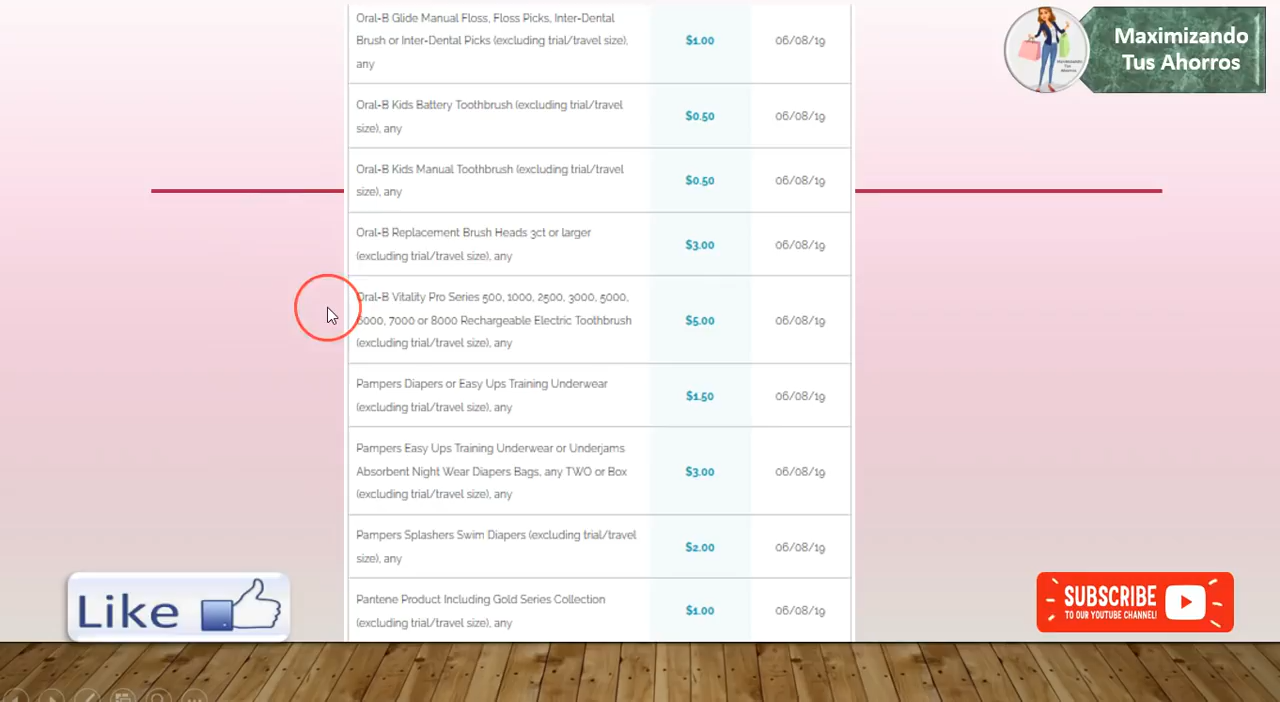 Oral-B Glide Manual Floss, Floss Picks, Inter-Dental
Brush or Inter-Dental Picks (excluding trial/travel size),
any
$1.00
06/08/19
Oral-B Kids Battery Toothbrush (excluding trial/travel
size), any
$0.50
06/08/19
Oral-B Kids Manual Toothbrush (excluding trial/travel
size), any
$0.50
06/08/19
Oral-B Replacement Brush Heads 3ct or larger
(excluding trial/travel size), any
$3.00
06/08/19
Oral-B Vitality Pro Series 500, 1000, 2500, 3000, 5000,
6000, 7000 or 8000 Rechargeable Electric Toothbrush
(excluding trial/travel size), any
$5.00
06/08/19
Pampers Diapers or Easy Ups Training Underwear
(excluding trial/travel size), any
$1.50
06/08/19
Pampers Easy Ups Training Underwear or Underjams
Absorbent Night Wear Diapers Bags, any TWO or Box
(excluding trial/travel size), any
$3.00
06/08/19
Pampers Splashers Swim Diapers (excluding trial/travel
size), any
$2.00
06/08/19
Pantene Product Including Gold Series Collection
(excluding trial/travel size), any
$1.00
06/08/19
Maximizando
Tus Ahorros
Maximizando
Tus
Ahorros
Like
SUBSCRIBE
TO OUR YOUTUBE CHANNEL!